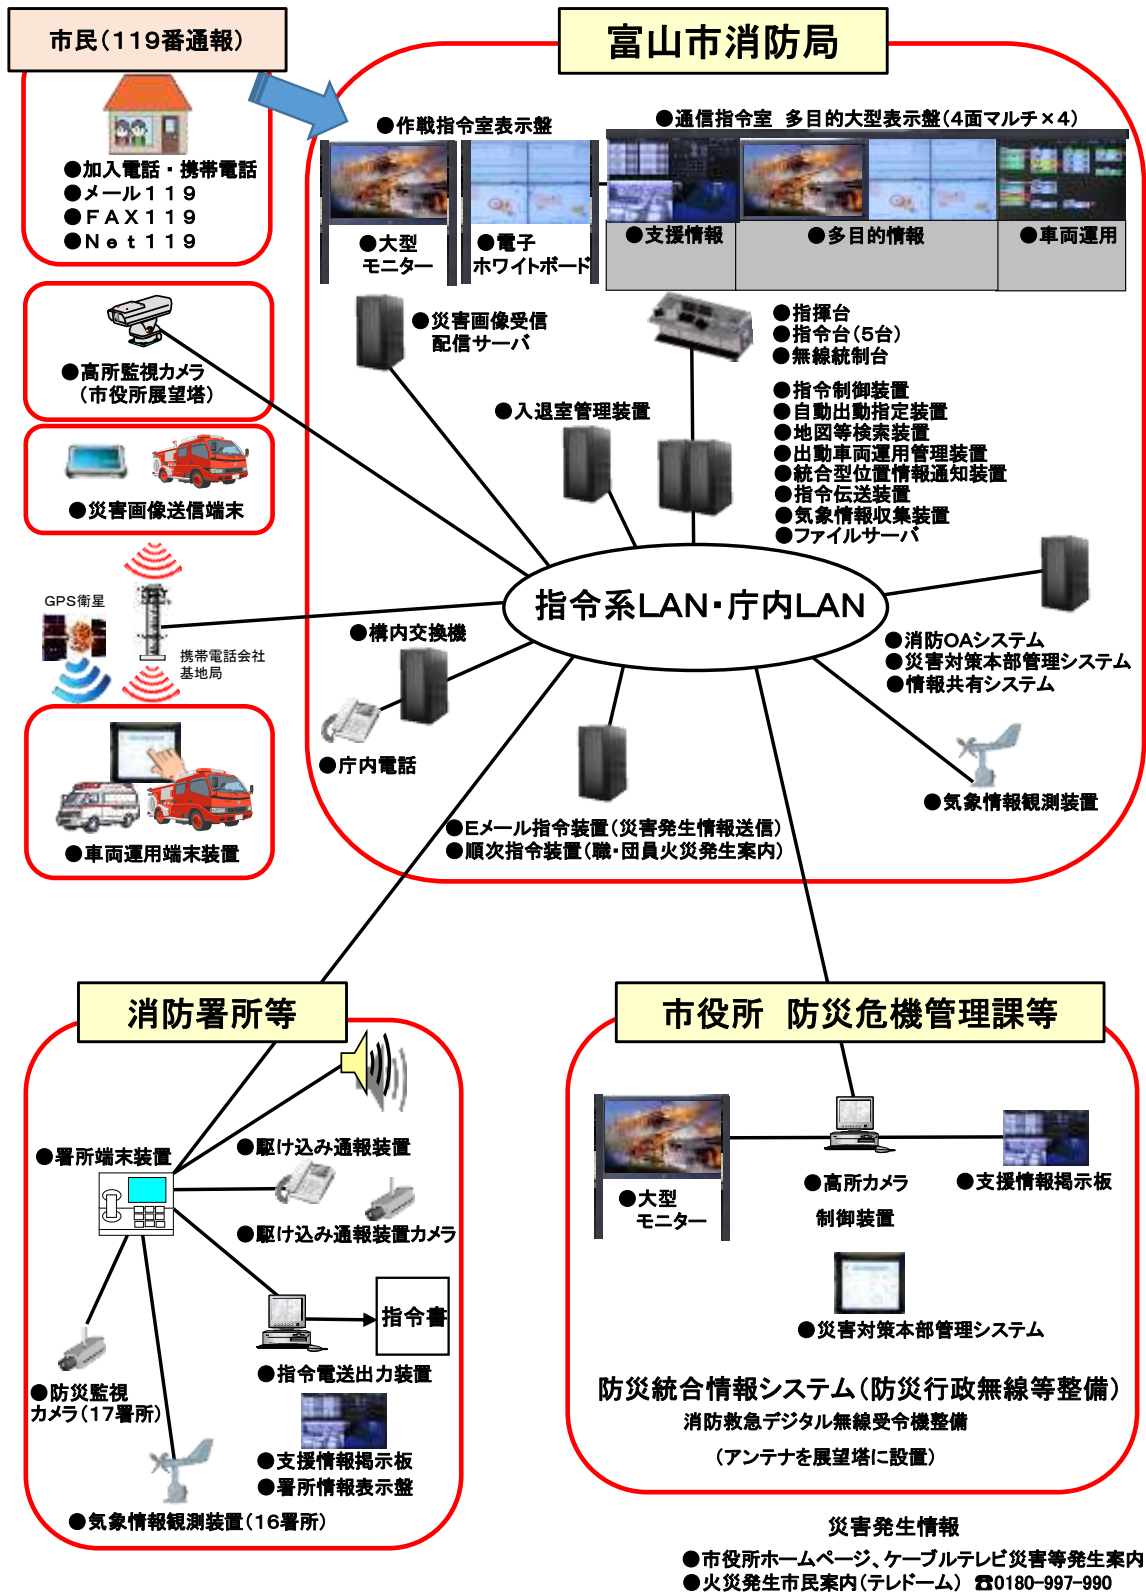 市民(119番通報)
富山市消防局
●加入電話・携帯電話
●メール119
●FAX119
●Net119
●作戦指令室表示盤
●通信指令室 多目的大型表示盤(4面マルチ×4)
●大型
モニター
●電子
ホワイトボード
●支援情報
●多目的情報
●車両運用
●高所監視カメラ
(市役所展望塔)
●災害画像送信端末
GPS衛星
携帯電話会社
基地局
●車両運用端末装置
●災害画像受信
配信サーバ
●指揮台
●指令台(5台)
●無線統制台
●入退室管理装置
●指令制御装置
●自動出動指定装置
●地図等検索装置
●出動車両運用管理装置
●統合型位置情報通知装置
●指令伝送装置
●気象情報収集装置
●ファイルサーバ
指令系LAN・庁内LAN
●構内交換機
●庁内電話
●消防OAシステム
●災害対策本部管理システム
●情報共有システム
●気象情報観測装置
●Eメール指令装置(災害発生情報送信)
●順次指令装置(職・団員火災発生案内)
消防署所等
●署所端末装置
●駆け込み通報装置
●駆け込み通報装置カメラ
指令書
●指令電送出力装置
●防災監視
カメラ(17署所)
●支援情報掲示板
●署所情報表示盤
●気象情報観測装置(16署所)
市役所 防災危機管理課等
●大型
モニター
●高所カメラ
制御装置
●支援情報掲示板
●災害対策本部管理システム
防災統合情報システム(防災行政無線等整備)
消防救急デジタル無線受令機整備
(アンテナを展望塔に設置)
災害発生情報
●市役所ホームページ、ケーブルテレビ災害等発生案内
●火災発生市民案内(テレドーム) ☎0180-997-990